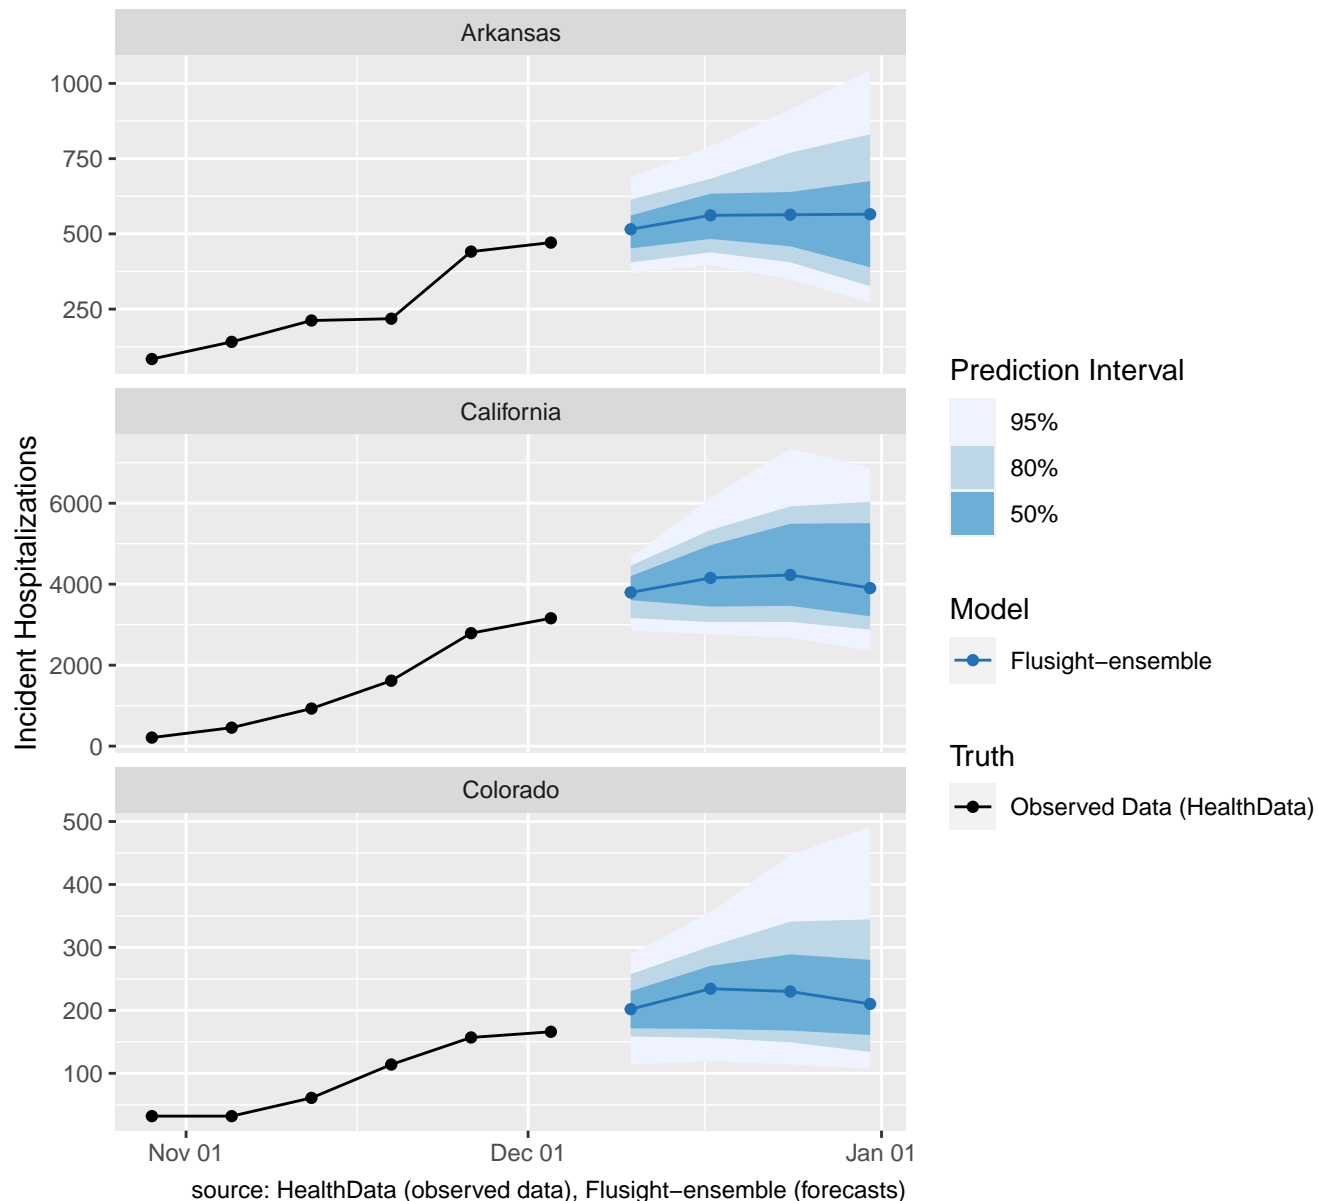 Arkansas
1000
750
500
250
California
6000
4000
2000
0
Colorado
500
400
300
200
100
Nov 01
Dec 01
Jan 01
Incident Hospitalizations
source: HealthData (observed data), Flusight−ensemble (forecasts)
Prediction Interval
95%
80%
50%
Model
Flusight−ensemble
Truth
Observed Data (HealthData)